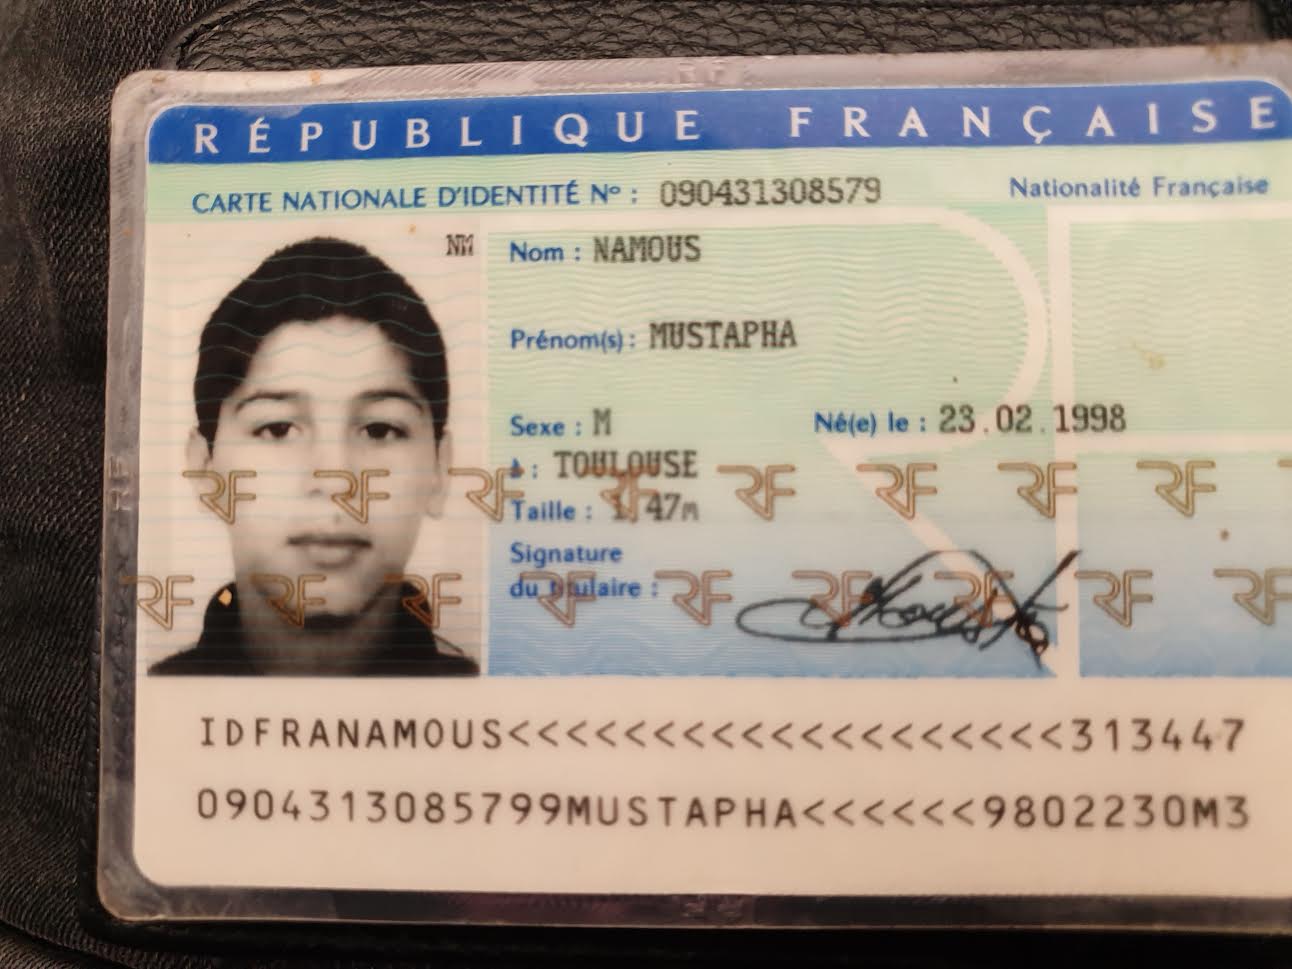 RÉPUBLIQUE FRANÇAISE
CARTE NATIONALE D'IDENTITÉ Nº : 090431308579 Nationalité Française
NM
Nom : NAMOUS
Prénom(s) : MUSTAPHA
Sexe : M Né(e) le : 23.02.1998
à : TOULOUSE
Taille : 1,47m
Signature
du titulaire :
RF RF RF RF RF RF RF RF
RF RF RF RF RF RF RF RF RF
IDFRANAMOUS<<<<<<<<<<<<<<<<<<<<313447
0904313085799MUSTAPHA<<<<<<9802230M3